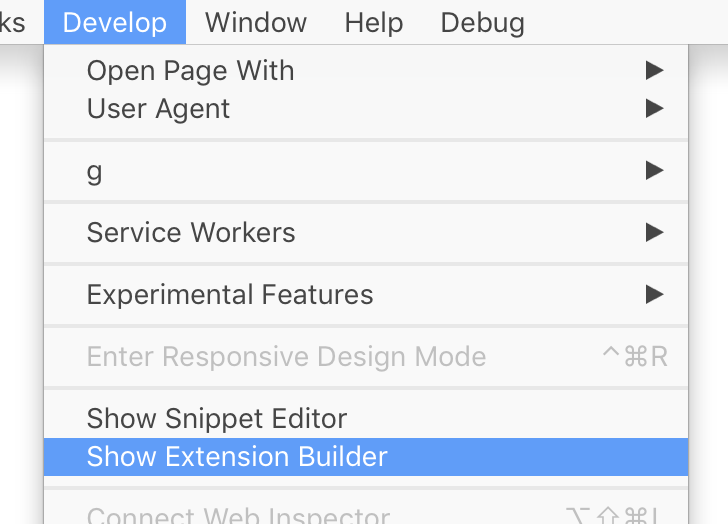 ks Develop Window Help Debug
Open Page With ▶
User Agent ▶
g ▶
Service Workers ▶
Experimental Features ▶
Enter Responsive Design Mode ^⌘R
Show Snippet Editor
Show Extension Builder
Connect Web Inspector ⌥⇧⌘